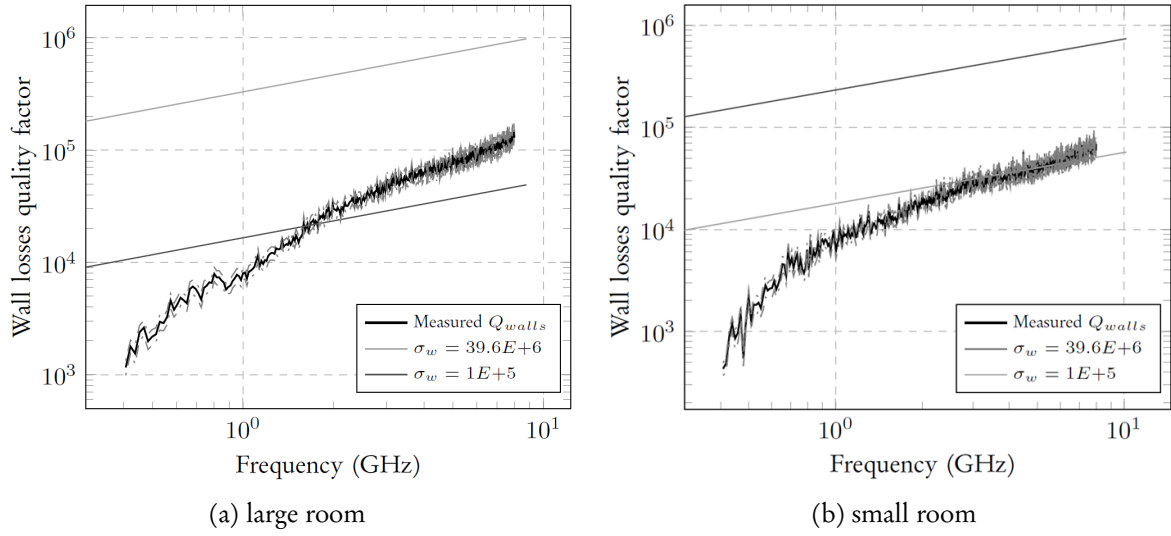 Wall losses quality factor
10^6
10^5
10^4
10^3
10^0
10^1
Frequency (GHz)
Measured Q_walls
σ_w = 39.6E+6
σ_w = 1E+5
(a) large room
Wall losses quality factor
10^6
10^5
10^4
10^3
10^0
10^1
Frequency (GHz)
Measured Q_walls
σ_w = 39.6E+6
σ_w = 1E+5
(b) small room